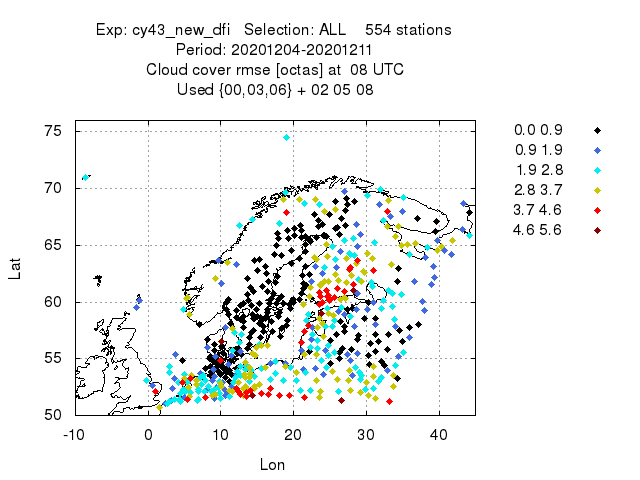 Exp: cy43_new_dfi Selection: ALL 554 stations
Period: 20201204-20201211
Cloud cover rmse [octas] at 08 UTC
Used {00,03,06} + 02 05 08
0.0 0.9
0.9 1.9
1.9 2.8
2.8 3.7
3.7 4.6
4.6 5.6
75
70
65
60
55
50
Lat
-10 0 10 20 30 40
Lon